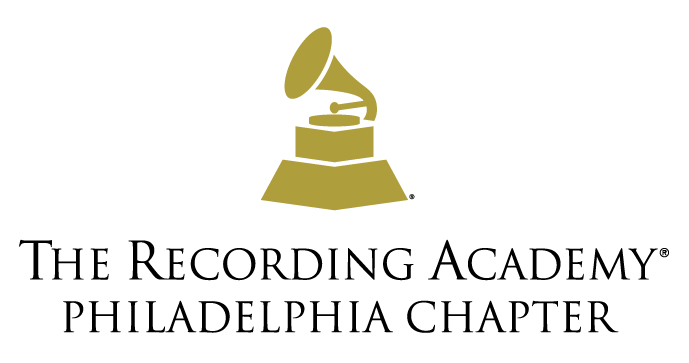 ®
THE RECORDING ACADEMY®
PHILADELPHIA CHAPTER